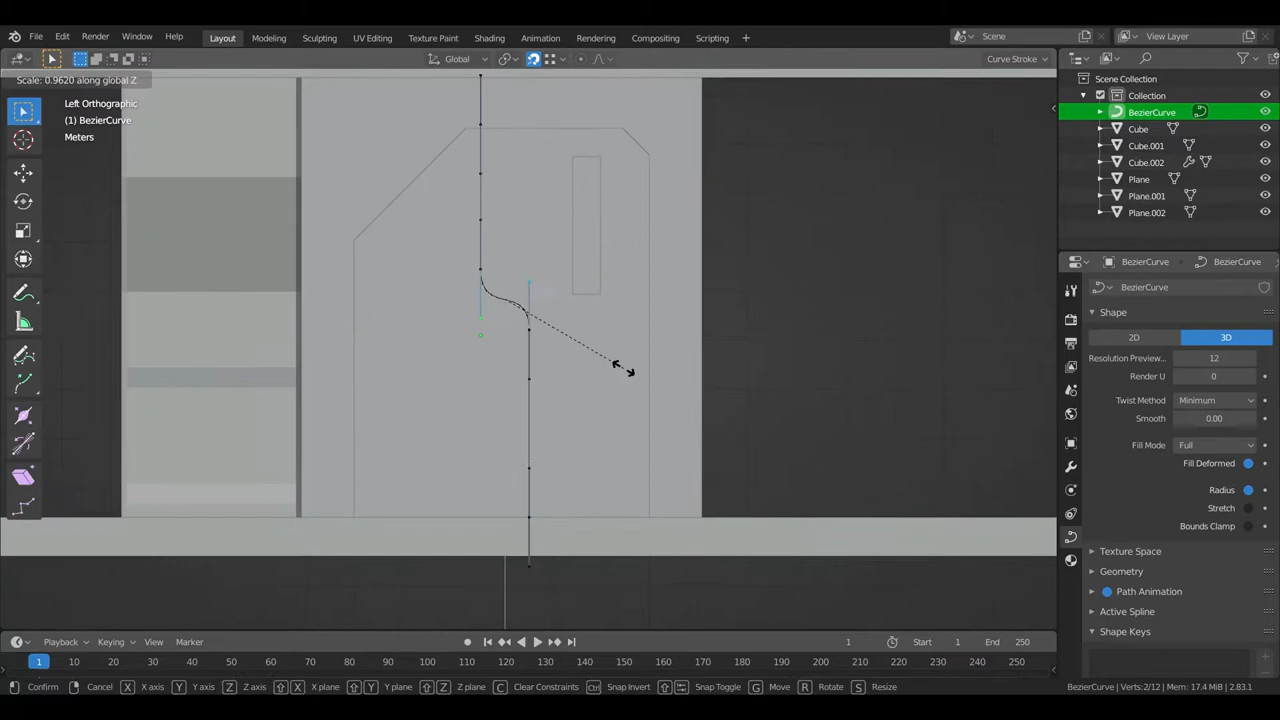 File Edit Render Window Help Layout Modeling Sculpting UV Editing Texture Paint Shading Animation Rendering Compositing Scripting Scene View Layer
Global Curve Stroke
Scale: 0.9620 along global Z
Left Orthographic
(1) BezierCurve
Meters
Scene Collection
Collection
BezierCurve
Cube
Cube.001
Cube.002
Plane
Plane.001
Plane.002
BezierCurve BezierCurve
BezierCurve
Shape
2D 3D
Resolution Preview... 12
Render U 0
Twist Method Minimum
Smooth 0.00
Fill Mode Full
Fill Deformed
Radius
Stretch
Bounds Clamp
Texture Space
Geometry
Path Animation
Active Spline
Shape Keys
Playback Keying View Marker 1 Start 1 End 250
1 10 20 30 40 50 60 70 80 90 100 110 120 130 140 150 160 170 180 190 200 210 220 230 240 250
Confirm Cancel X X axis Y Y axis Z Z axis X X plane Y Y plane Z Z plane C Clear Constraints Ctrl Snap Invert Snap Toggle G Move R Rotate S Resize BezierCurve | Verts:2/12 | Mem: 17.4 MiB | 2.83.1